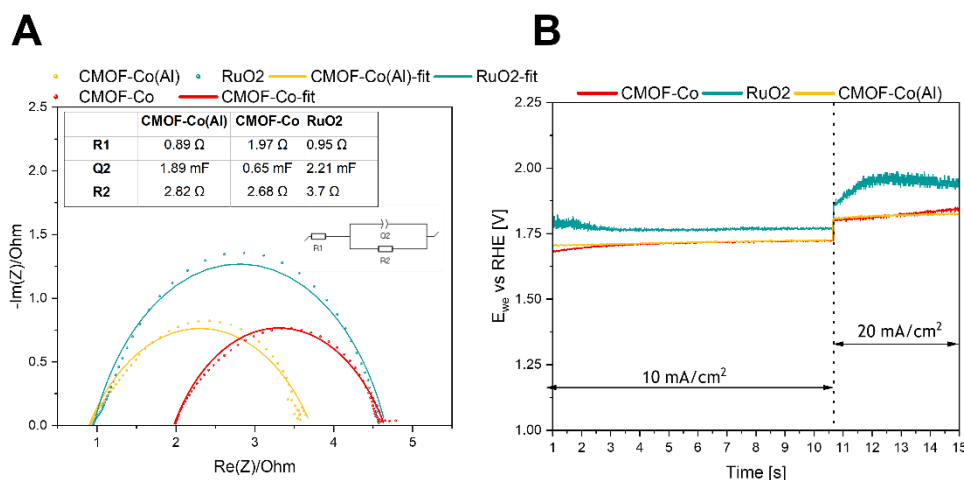 A
CMOF-Co(Al) RuO2 CMOF-Co(Al)-fit RuO2-fit
CMOF-Co CMOF-Co-fit
2.5
2.0
1.5
1.0
0.5
0.0
-Im(Z)/Ohm
CMOF-Co(Al) CMOF-Co RuO2
R1 0.89 Ω 1.97 Ω 0.95 Ω
Q2 1.89 mF 0.65 mF 2.21 mF
R2 2.82 Ω 2.68 Ω 3.7 Ω
R1 Q2
R2
1 2 3 4 5
Re(Z)/Ohm
B
CMOF-Co RuO2 CMOF-Co(Al)
2.25
2.00
1.75
1.50
1.25
1.00
E_we vs RHE [V]
20 mA/cm²
10 mA/cm²
1 2 3 4 5 6 7 8 9 10 11 12 13 14 15
Time [s]